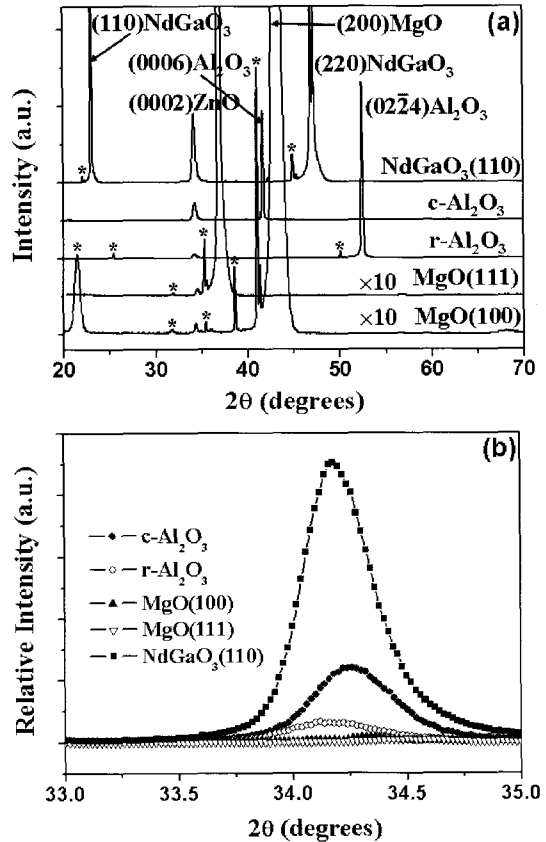 (a)
(110)NdGaO₃
(200)MgO
(0006)Al₂O₃
(220)NdGaO₃
(0002)ZnO
(022̄4)Al₂O₃
*
*
*
NdGaO₃(110)
c-Al₂O₃
*
*
*
*
r-Al₂O₃
*
*
×10 MgO(111)
*
*
×10 MgO(100)
Intensity (a.u.)
20 30 40 50 60 70
2θ (degrees)
(b)
c-Al₂O₃
r-Al₂O₃
MgO(100)
MgO(111)
NdGaO₃(110)
Relative Intensity (a.u.)
33.0 33.5 34.0 34.5 35.0
2θ (degrees)